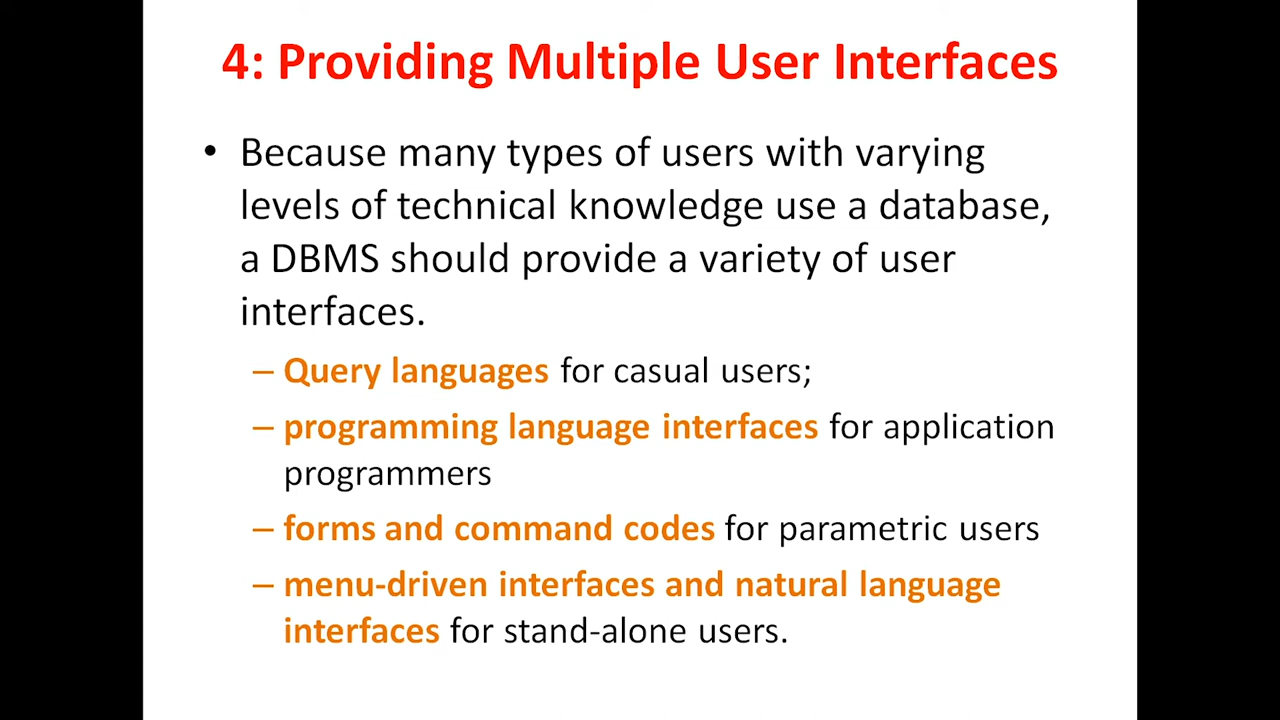 4: Providing Multiple User Interfaces
• Because many types of users with varying
levels of technical knowledge use a database,
a DBMS should provide a variety of user
interfaces.
– Query languages for casual users;
– programming language interfaces for application
programmers
– forms and command codes for parametric users
– menu-driven interfaces and natural language
interfaces for stand-alone users.